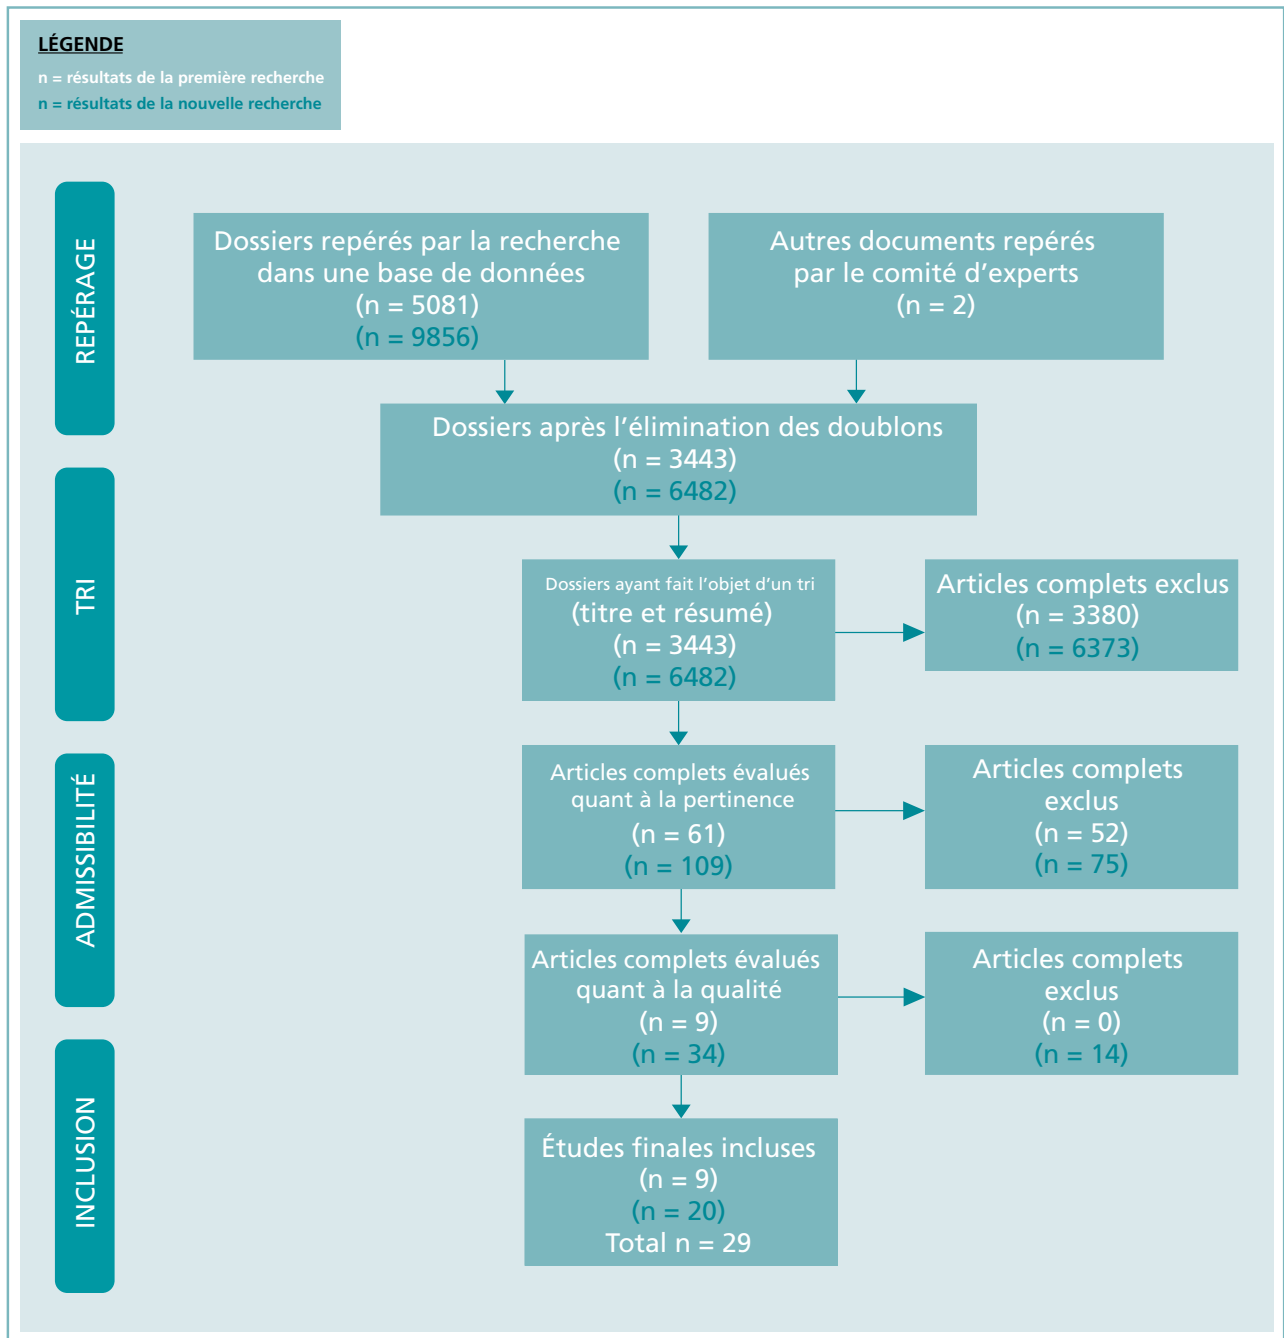 LÉGENDE
n = résultats de la première recherche
n = résultats de la nouvelle recherche
REPÉRAGE
Dossiers repérés par la recherche
dans une base de données
(n = 5081)
(n = 9856)
Autres documents repérés
par le comité d’experts
(n = 2)
Dossiers après l’élimination des doublons
(n = 3443)
(n = 6482)
TRI
Dossiers ayant fait l’objet d’un tri
(titre et résumé)
(n = 3443)
(n = 6482)
Articles complets exclus
(n = 3380)
(n = 6373)
ADMISSIBILITÉ
Articles complets évalués
quant à la pertinence
(n = 61)
(n = 109)
Articles complets
exclus
(n = 52)
(n = 75)
Articles complets évalués
quant à la qualité
(n = 9)
(n = 34)
Articles complets
exclus
(n = 0)
(n = 14)
INCLUSION
Études finales incluses
(n = 9)
(n = 20)
Total n = 29